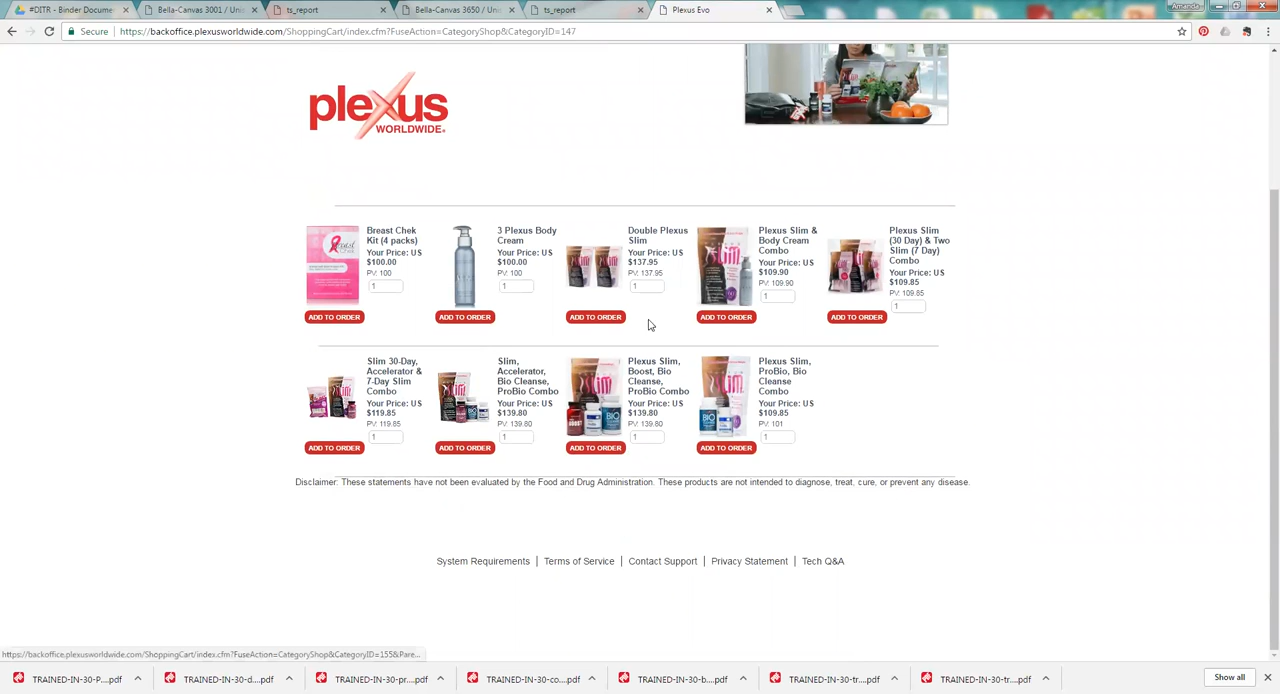 #DITR - Binder Docume
Bella-Canvas 3001 / Uni
ts_report
Bella-Canvas 3650 / Uni
ts_report
Plexus Evo
Amanda
Secure
https://backoffice.plexusworldwide.com/ShoppingCart/index.cfm?FuseAction=CategoryShop&CategoryID=147
plexus
WORLDWIDE
Breast Chek
Kit (4 packs)
Your Price: US
$100.00
PV: 100
1
ADD TO ORDER
3 Plexus Body
Cream
Your Price: US
$100.00
PV: 100
1
ADD TO ORDER
Double Plexus
Slim
Your Price: US
$137.95
PV: 137.95
1
ADD TO ORDER
Plexus Slim &
Body Cream
Combo
Your Price: US
$109.90
PV: 109.90
1
ADD TO ORDER
Plexus Slim
(30 Day) & Two
Slim (7 Day)
Combo
Your Price: US
$109.85
PV: 109.85
1
ADD TO ORDER
Slim 30-Day,
Accelerator &
7-Day Slim
Combo
Your Price: US
$119.85
PV: 119.85
1
ADD TO ORDER
Slim,
Accelerator,
Bio Cleanse,
ProBio Combo
Your Price: US
$139.80
PV: 139.80
1
ADD TO ORDER
Plexus Slim,
Boost, Bio
Cleanse,
ProBio Combo
Your Price: US
$139.80
PV: 139.80
1
ADD TO ORDER
Plexus Slim,
ProBio, Bio
Cleanse
Combo
Your Price: US
$109.85
PV: 101
1
ADD TO ORDER
Disclaimer: These statements have not been evaluated by the Food and Drug Administration. These products are not intended to diagnose, treat, cure, or prevent any disease.
System Requirements | Terms of Service | Contact Support | Privacy Statement | Tech Q&A
https://backoffice.plexusworldwide.com/ShoppingCart/index.cfm?FuseAction=CategoryShop&CategoryID=155&Pare...
TRAINED-IN-30-P....pdf
TRAINED-IN-30-d....pdf
TRAINED-IN-30-pr....pdf
TRAINED-IN-30-co....pdf
TRAINED-IN-30-b....pdf
TRAINED-IN-30-tr....pdf
TRAINED-IN-30-tr....pdf
Show all